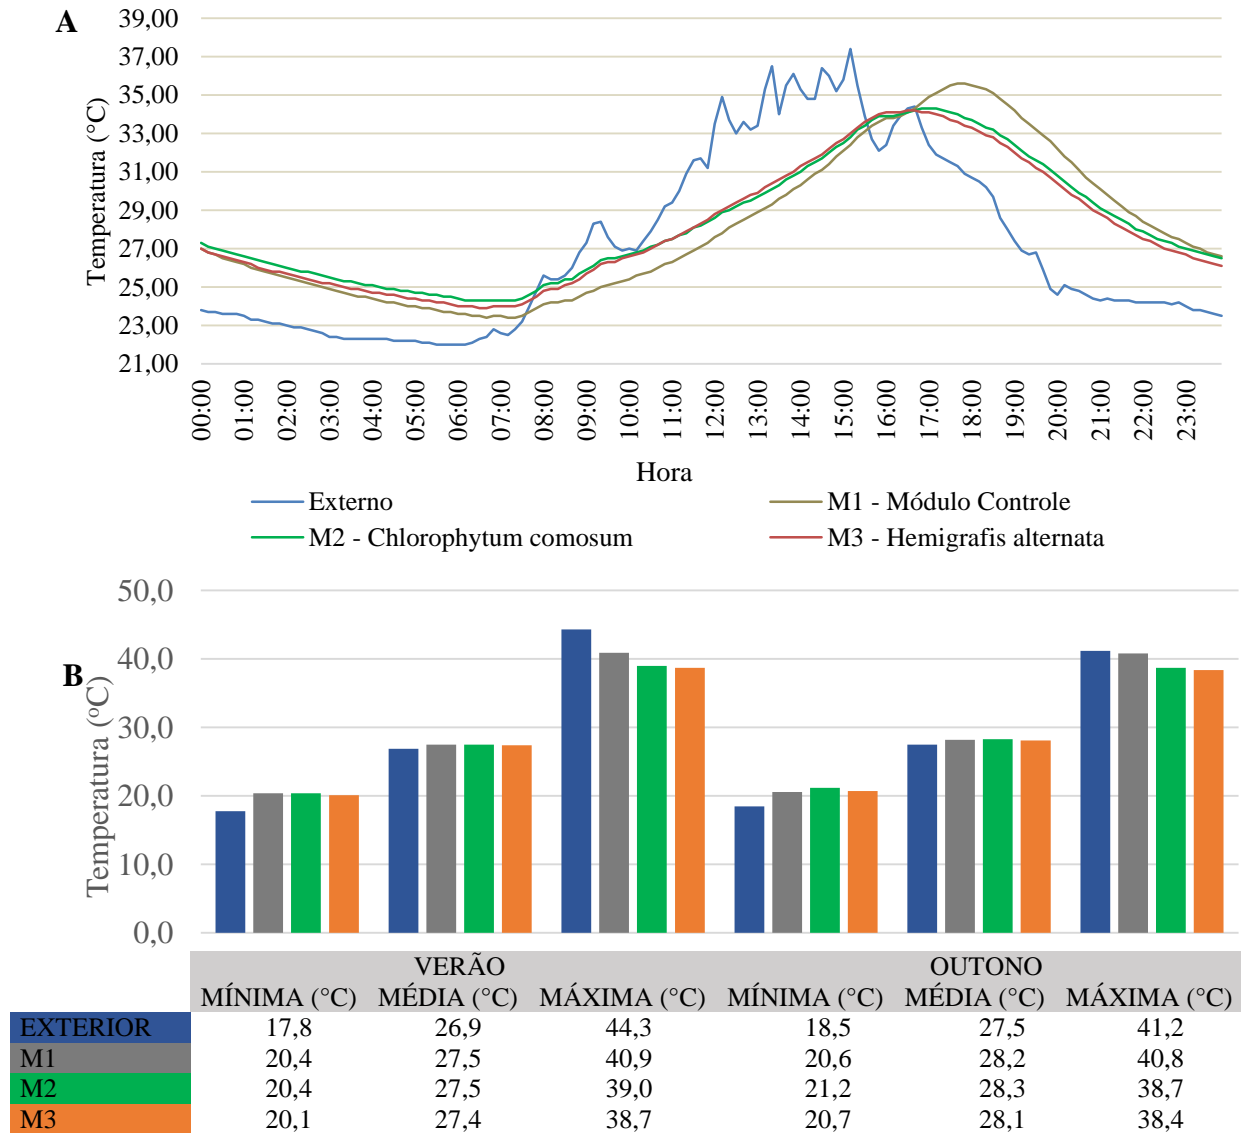 A
39,00
37,00
35,00
33,00
31,00
29,00
27,00
25,00
23,00
21,00
Temperatura (°C)
00:00 01:00 02:00 03:00 04:00 05:00 06:00 07:00 08:00 09:00 10:00 11:00 12:00 13:00 14:00 15:00 16:00 17:00 18:00 19:00 20:00 21:00 22:00 23:00
Hora
Externo M1 - Módulo Controle
M2 - Chlorophytum comosum M3 - Hemigrafis alternata
B
50,0
40,0
30,0
20,0
10,0
0,0
Temperatura (ºC)
VERÃO OUTONO
MÍNIMA (°C) MÉDIA (°C) MÁXIMA (°C) MÍNIMA (°C) MÉDIA (°C) MÁXIMA (°C)
EXTERIOR 17,8 26,9 44,3 18,5 27,5 41,2
M1 20,4 27,5 40,9 20,6 28,2 40,8
M2 20,4 27,5 39,0 21,2 28,3 38,7
M3 20,1 27,4 38,7 20,7 28,1 38,4